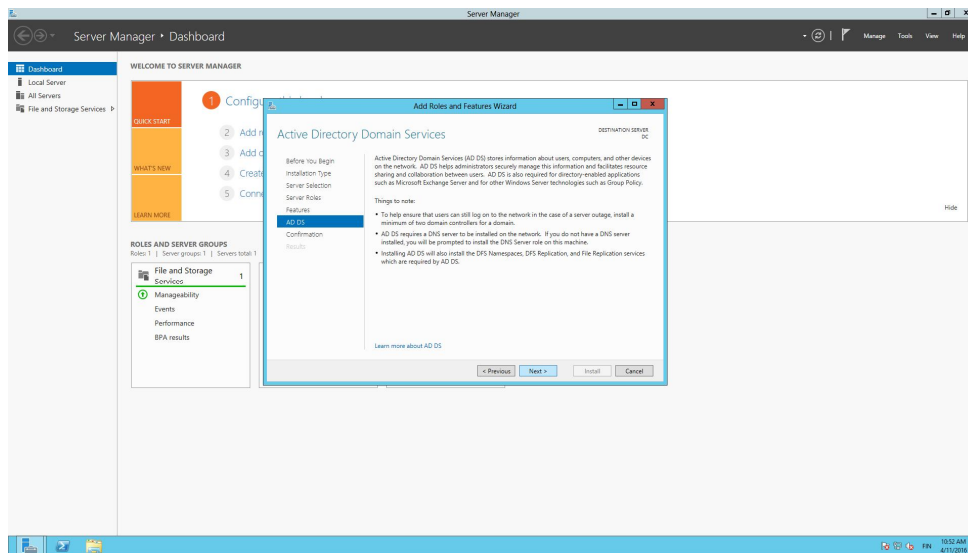 Server Manager
Server Manager • Dashboard
Manage Tools View Help
Dashboard
Local Server
All Servers
File and Storage Services
WELCOME TO SERVER MANAGER
QUICK START
WHAT'S NEW
LEARN MORE
1 Configu
2 Add r
3 Add o
4 Create
5 Conne
Hide
ROLES AND SERVER GROUPS
Roles: 1 | Server groups: 1 | Servers total: 1
File and Storage
Services
1
Manageability
Events
Performance
BPA results
Add Roles and Features Wizard
Active Directory Domain Services
DESTINATION SERVER
DC
Before You Begin
Installation Type
Server Selection
Server Roles
Features
AD DS
Confirmation
Results
Active Directory Domain Services (AD DS) stores information about users, computers, and other devices
on the network. AD DS helps administrators securely manage this information and facilitates resource
sharing and collaboration between users. AD DS is also required for directory-enabled applications
such as Microsoft Exchange Server and for other Windows Server technologies such as Group Policy.
Things to note:
• To help ensure that users can still log on to the network in the case of a server outage, install a
minimum of two domain controllers for a domain.
• AD DS requires a DNS server to be installed on the network. If you do not have a DNS server
installed, you will be prompted to install the DNS Server role on this machine.
• Installing AD DS will also install the DFS Namespaces, DFS Replication, and File Replication services
which are required by AD DS.
Learn more about AD DS
< Previous Next > Install Cancel
FIN
10:52 AM
4/11/2016